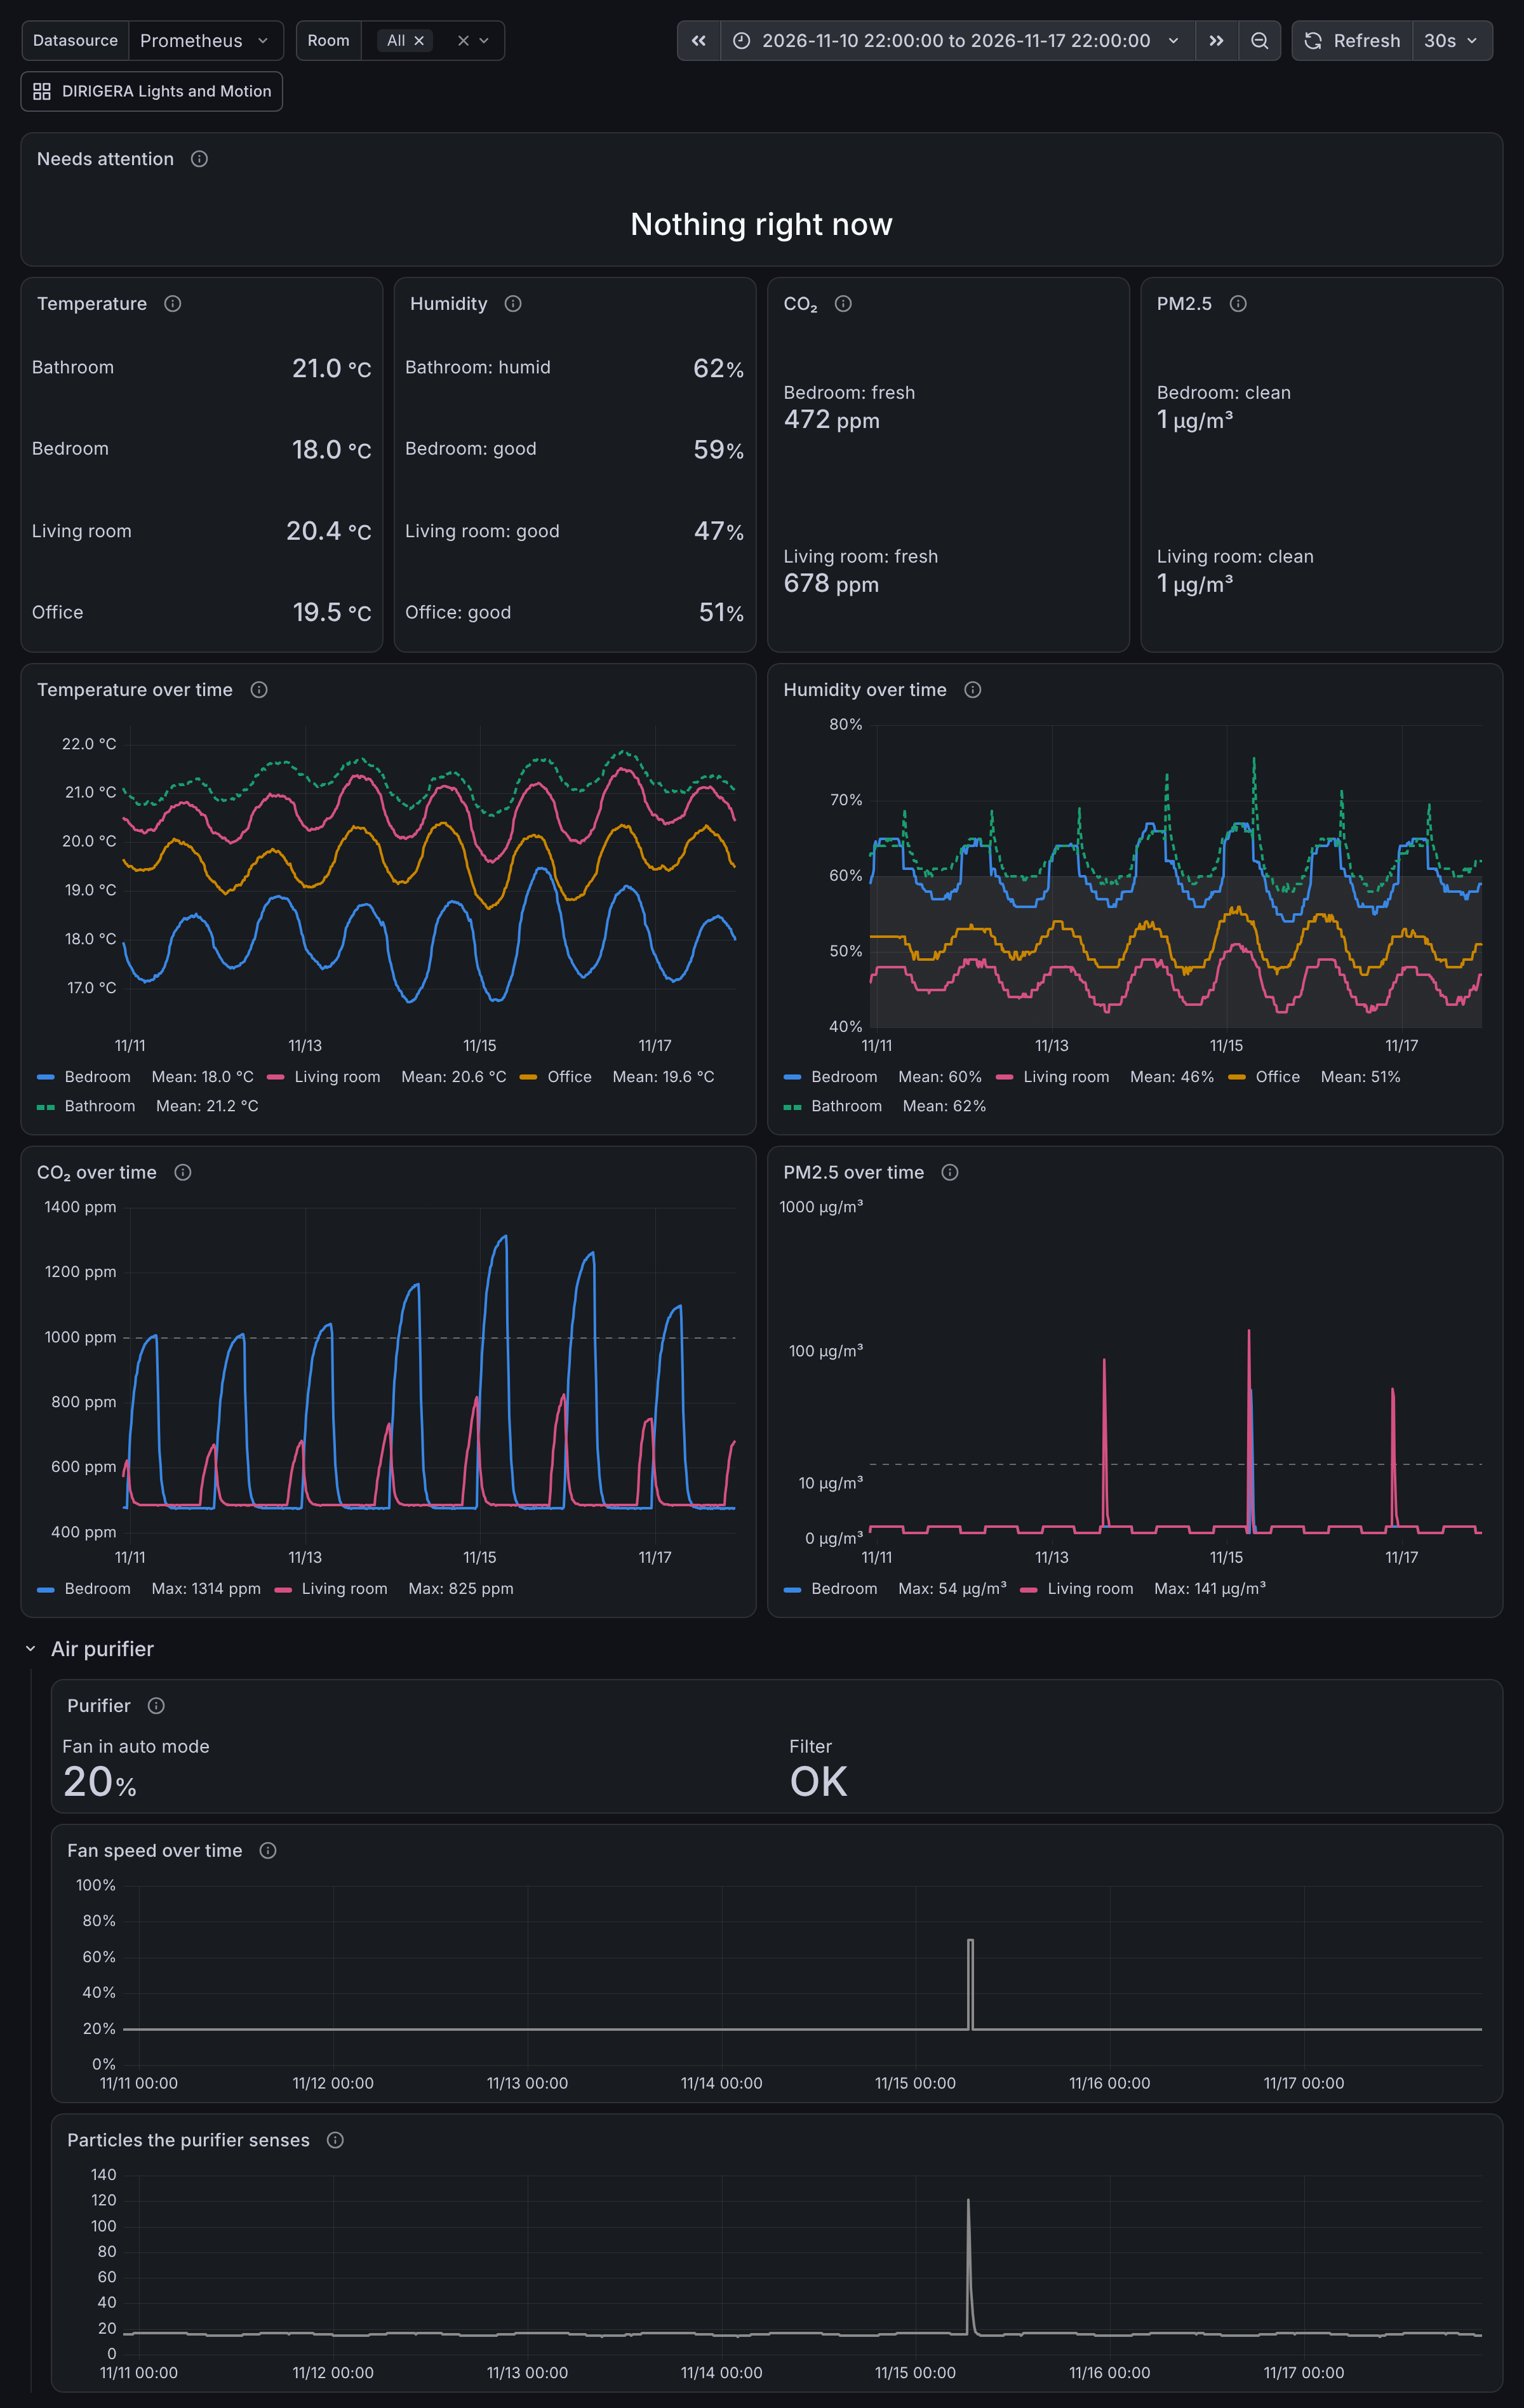 Datasource Prometheus Room All 2026-11-10 22:00:00 to 2026-11-17 22:00:00 Refresh 30s
DIRIGERA Lights and Motion
Needs attention
Nothing right now
Temperature
Bathroom 21.0 °C
Bedroom 18.0 °C
Living room 20.4 °C
Office 19.5 °C
Humidity
Bathroom: humid 62%
Bedroom: good 59%
Living room: good 47%
Office: good 51%
CO₂
Bedroom: fresh
472 ppm
Living room: fresh
678 ppm
PM2.5
Bedroom: clean
1 μg/m³
Living room: clean
1 μg/m³
Temperature over time
22.0 °C
21.0 °C
20.0 °C
19.0 °C
18.0 °C
17.0 °C
11/11 11/13 11/15 11/17
Bedroom Mean: 18.0 °C Living room Mean: 20.6 °C Office Mean: 19.6 °C
Bathroom Mean: 21.2 °C
Humidity over time
80%
70%
60%
50%
40%
11/11 11/13 11/15 11/17
Bedroom Mean: 60% Living room Mean: 46% Office Mean: 51%
Bathroom Mean: 62%
CO₂ over time
1400 ppm
1200 ppm
1000 ppm
800 ppm
600 ppm
400 ppm
11/11 11/13 11/15 11/17
Bedroom Max: 1314 ppm Living room Max: 825 ppm
PM2.5 over time
1000 μg/m³
100 μg/m³
10 μg/m³
0 μg/m³
11/11 11/13 11/15 11/17
Bedroom Max: 54 μg/m³ Living room Max: 141 μg/m³
Air purifier
Purifier
Fan in auto mode
20%
Filter
OK
Fan speed over time
100%
80%
60%
40%
20%
0%
11/11 00:00 11/12 00:00 11/13 00:00 11/14 00:00 11/15 00:00 11/16 00:00 11/17 00:00
Particles the purifier senses
140
120
100
80
60
40
20
0
11/11 00:00 11/12 00:00 11/13 00:00 11/14 00:00 11/15 00:00 11/16 00:00 11/17 00:00